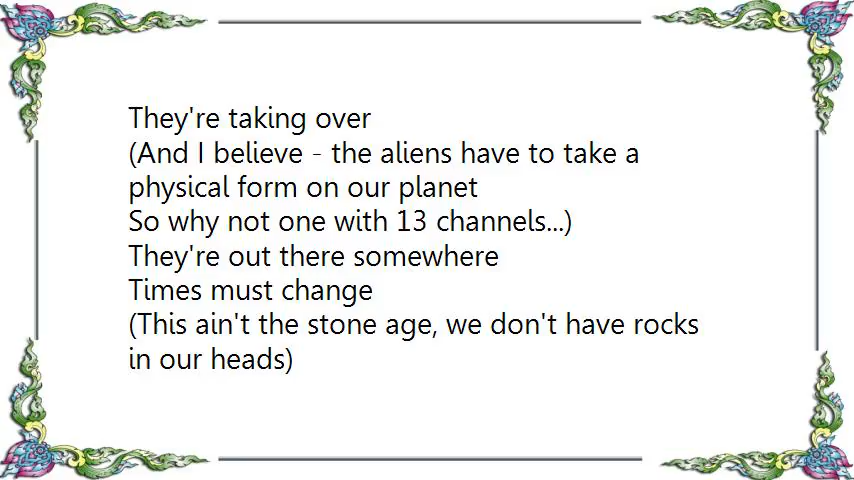 They're taking over
(And I believe - the aliens have to take a
physical form on our planet
So why not one with 13 channels...)
They're out there somewhere
Times must change
(This ain't the stone age, we don't have rocks
in our heads)